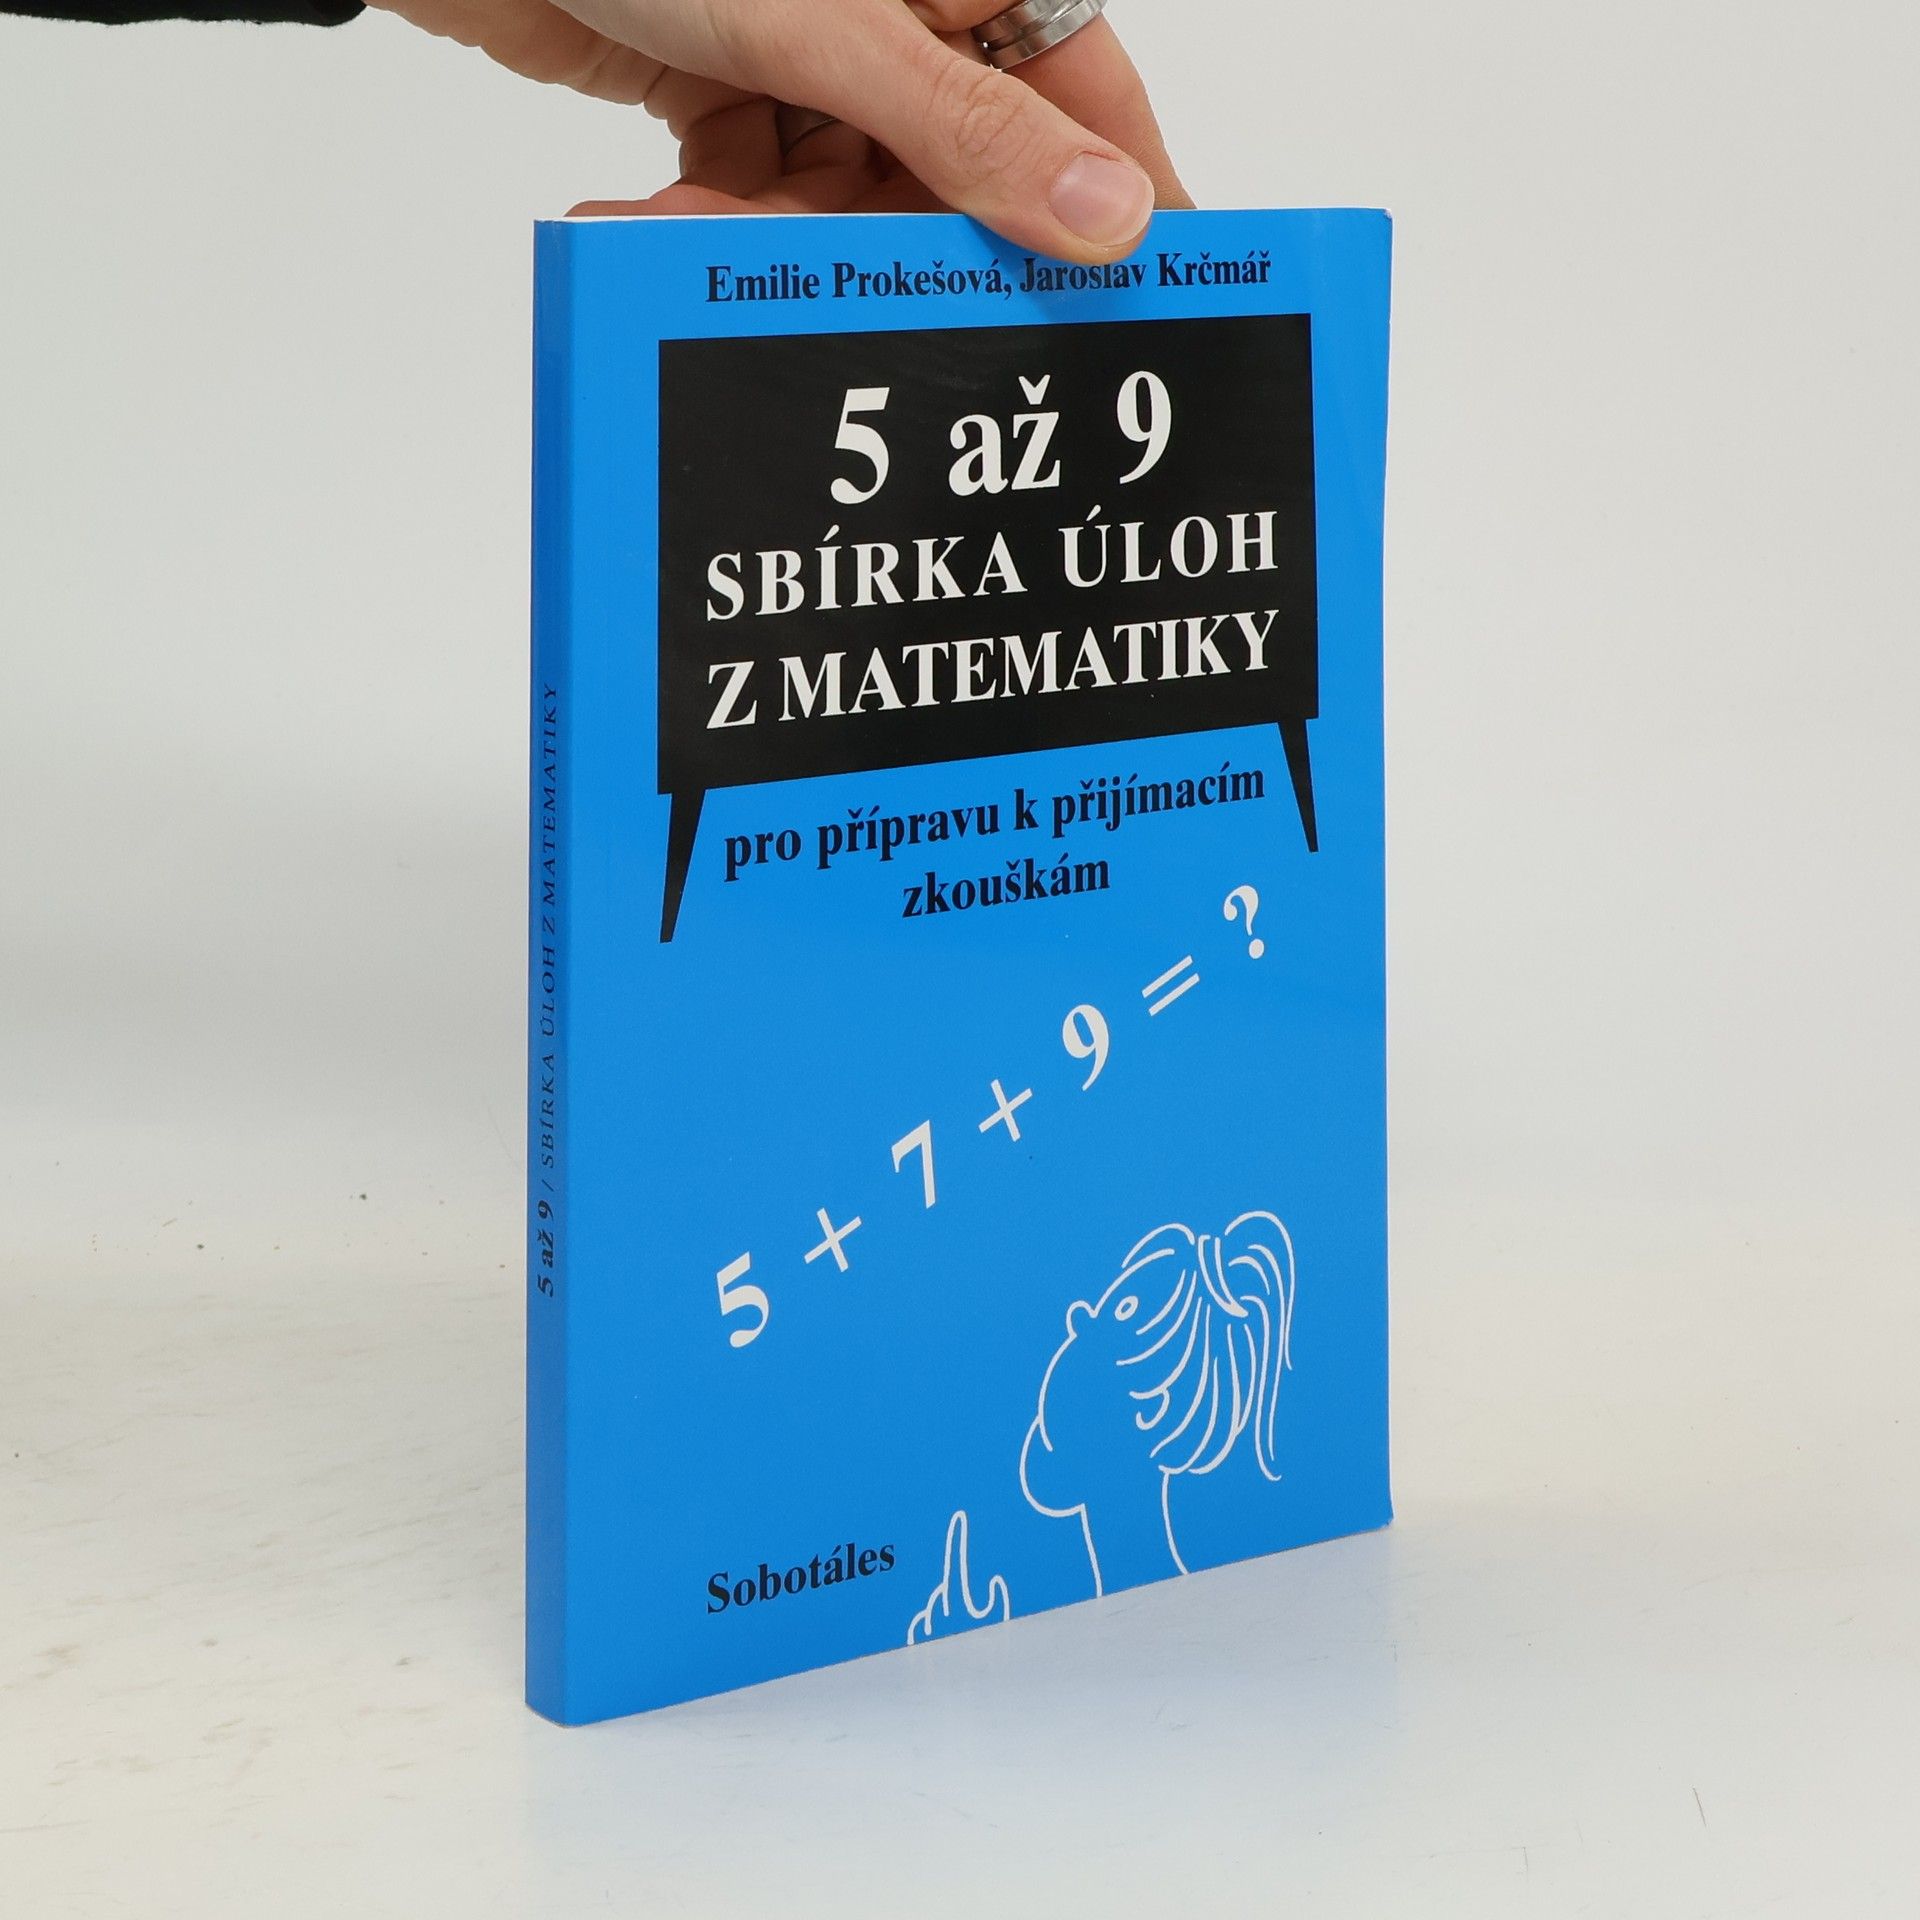 Emilie Prokešová, Jaroslav Krčmář
5 až 9
SBÍRKA ÚLOH
Z MATEMATIKY
pro přípravu k přijímacím
zkouškám
5 + 7 + 9 = ?
Sobotáles
5 až 9 / SBÍRKA ÚLOH Z MATEMATIKY